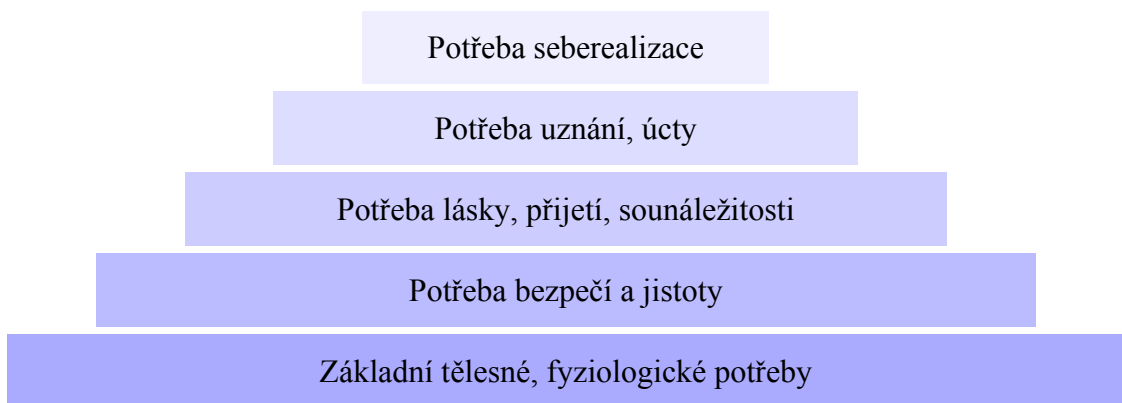 Potřeba seberealizace
Potřeba uznání, úcty
Potřeba lásky, přijetí, sounáležitosti
Potřeba bezpečí a jistoty
Základní tělesné, fyziologické potřeby